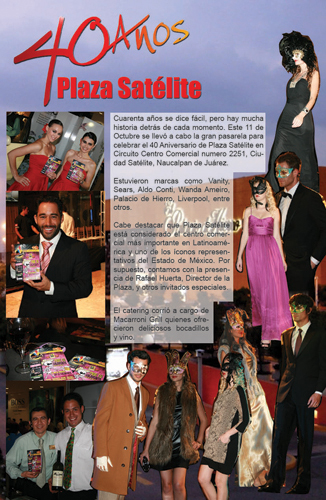 40 Años
Plaza Satélite
Cuarenta años se dice fácil, pero hay mucha
historia detrás de cada momento. Este 11 de
Octubre se llevó a cabo la gran pasarela para
celebrar el 40 Aniversario de Plaza Satélite en
Circuito Centro Comercial numero 2251, Ciu-
dad Satélite, Naucalpan de Juárez.
Estuvieron marcas como Vanity,
Sears, Aldo Conti, Wanda Ameiro,
Palacio de Hierro, Liverpool, entre
otros.
Cabe destacar que Plaza Satélite
está considerado el centro comer-
cial más importante en Latinoamé-
rica y uno de los íconos represen-
tativos del Estado de México. Por
supuesto, contamos con la presen-
cia de Rafael Huerta, Director de la
Plaza, y otros invitados especiales.
El catering corrió a cargo de
Macarroni Grill quienes ofre-
cieron deliciosos bocadillos
y vino.